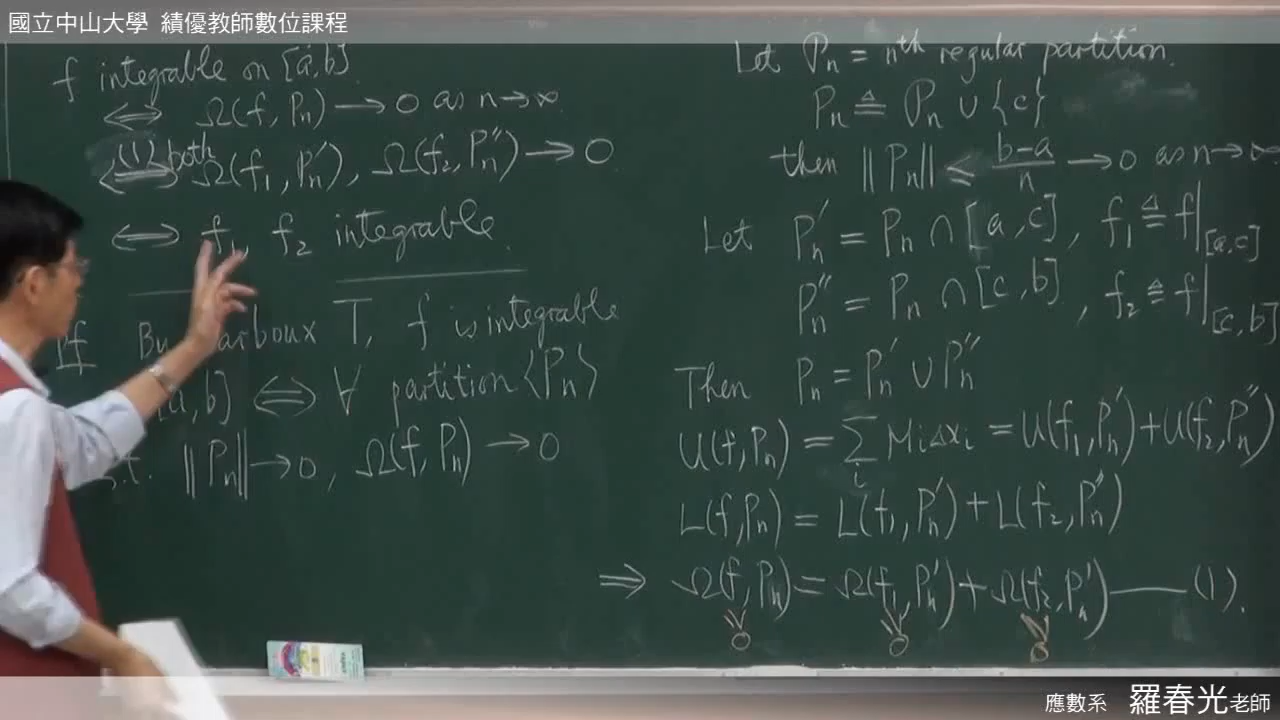 國立中山大學 績優教師數位課程
f integrable on [a,b].
⟺ Ω(f, Pn) → 0 as n→∞.
(1) both
⟺ Ω(f₁, Pn'), Ω(f₂, Pn'') → 0
⟺ f₁, f₂ integrable.
Pf By Darboux T, f is integrable
[a,b] ⟺ ∀ partition ⟨Pn⟩
s.t. ||Pn|| → 0, Ω(f, Pn) → 0
Let 𝒫n = nth regular partition.
Pn ≜ 𝒫n ∪ {c}
then ||Pn|| ≤ (b-a)/n → 0 as n→∞
Let Pn' = Pn ∩ [a,c], f₁ ≜ f|[a,c]
Pn'' = Pn ∩ [c,b], f₂ ≜ f|[c,b]
Then Pn = Pn' ∪ Pn''
U(f,Pn) = Σi Mi Δxi = U(f₁,Pn') + U(f₂,Pn'')
L(f,Pn) = L(f₁,Pn') + L(f₂,Pn'')
⇒ Ω(f,Pn) = Ω(f₁,Pn') + Ω(f₂,Pn') —— (1).
0 0 0
應數系 羅春光老師